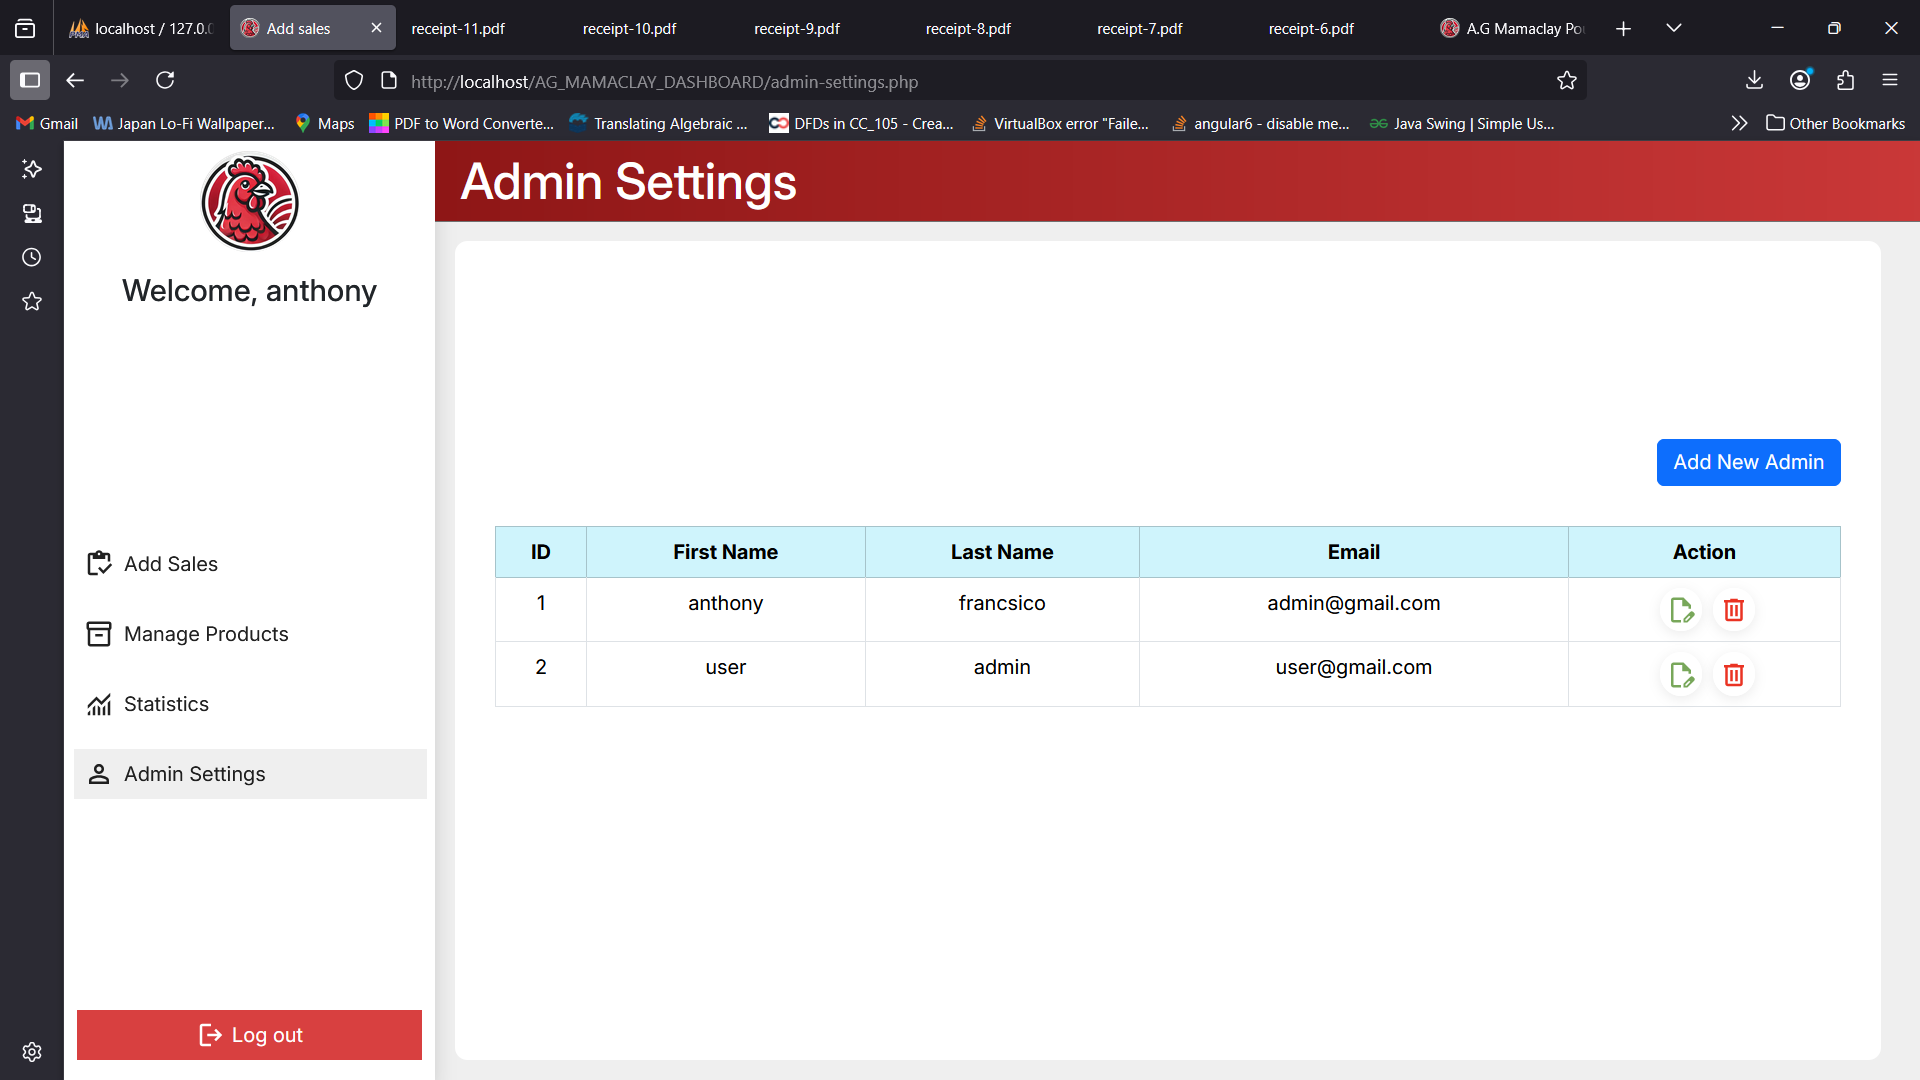 localhost / 127.0.0
Add sales
receipt-11.pdf
receipt-10.pdf
receipt-9.pdf
receipt-8.pdf
receipt-7.pdf
receipt-6.pdf
A.G Mamaclay Po
http://localhost/AG_MAMACLAY_DASHBOARD/admin-settings.php
Gmail
Japan Lo-Fi Wallpaper...
Maps
PDF to Word Converte...
Translating Algebraic ...
DFDs in CC_105 - Crea...
VirtualBox error "Faile...
angular6 - disable me...
Java Swing | Simple Us...
Other Bookmarks
Welcome, anthony
Add Sales
Manage Products
Statistics
Admin Settings
Log out
Admin Settings
Add New Admin
ID First Name Last Name Email Action
1 anthony francsico admin@gmail.com
2 user admin user@gmail.com